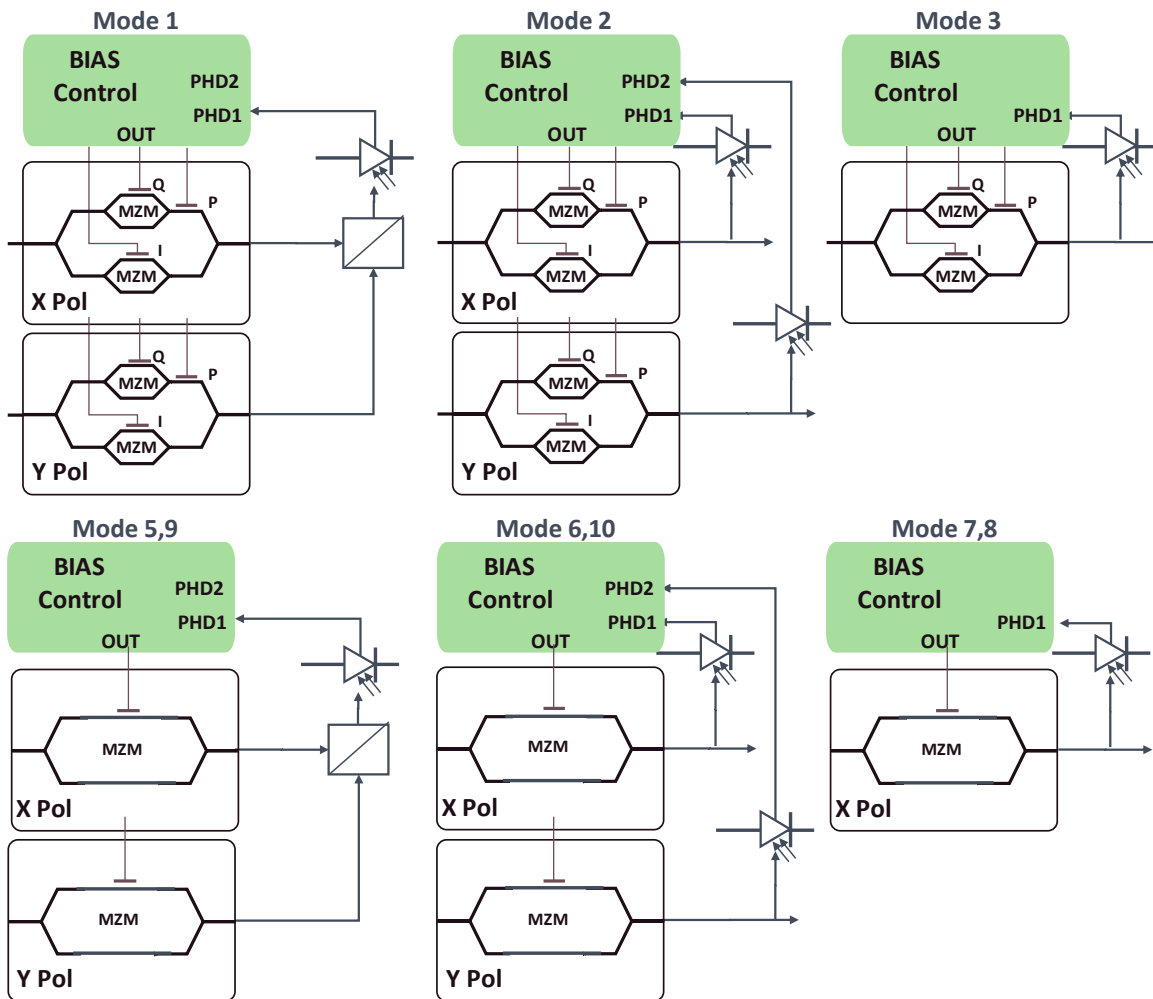 Mode 1
BIAS
Control
PHD2
PHD1
OUT
Q
MZM
P
I
MZM
X Pol
Q
MZM
P
I
MZM
Y Pol
Mode 2
BIAS
Control
PHD2
PHD1
OUT
Q
MZM
P
I
MZM
X Pol
Q
MZM
P
I
MZM
Y Pol
Mode 3
BIAS
Control
PHD1
OUT
Q
MZM
P
I
MZM
X Pol
Mode 5,9
BIAS
Control
PHD2
PHD1
OUT
MZM
X Pol
MZM
Y Pol
Mode 6,10
BIAS
Control
PHD2
PHD1
OUT
MZM
X Pol
MZM
Y Pol
Mode 7,8
BIAS
Control
PHD1
OUT
MZM
X Pol